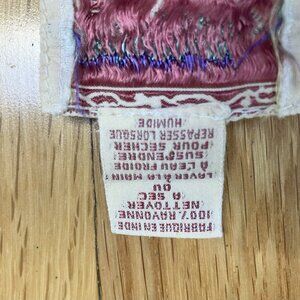 FABRIQUE EN INDE
100% RAYONNE
NETTOYER
A SEC
OU
LAVER A LA MAIN
A L'EAU FROIDE
SUSPENDRE
POUR SECHER
REPASSER LORSQUE
HUMIDE